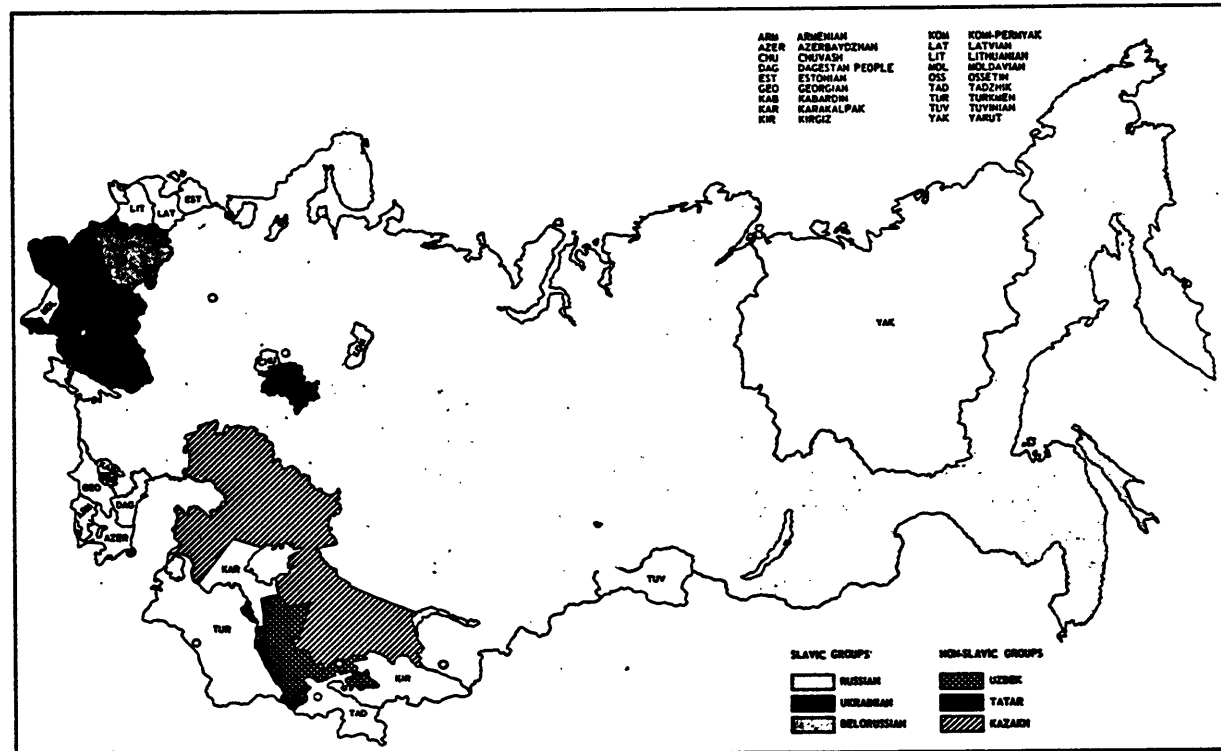 ARM ARMENIAN
AZER AZERBAYDZHAN
CHU CHUVASH
DAG DAGESTAN PEOPLE
EST ESTONIAN
GEO GEORGIAN
KAB KABARDIN
KAR KARAKALPAK
KIR KIRGIZ
KOM KOMI-PERMYAK
LAT LATVIAN
LIT LITHUANIAN
MOL MOLDAVIAN
OSS OSSETIN
TAD TADZHIK
TUR TURKMEN
TUV TUVINIAN
YAK YAKUT
LIT
LAT
EST
YAK
GEO
DAG
AZER
KAR
TUR
TUV
KIR
TAD
SLAVIC GROUPS
RUSSIAN
UKRAINIAN
BELORUSSIAN
NON-SLAVIC GROUPS
UZBEK
TATAR
KAZAKH